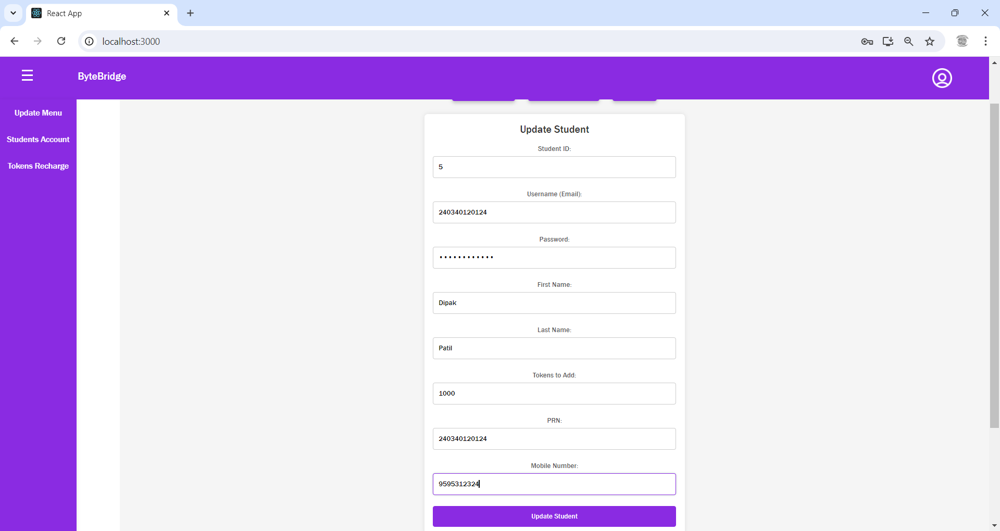 React App
localhost:3000
ByteBridge
Update Menu
Students Account
Tokens Recharge
Update Student
Student ID:
5
Username (Email):
240340120124
Password:
••••••••••••
First Name:
Dipak
Last Name:
Patil
Tokens to Add:
1000
PRN:
240340120124
Mobile Number:
9595312324
Update Student